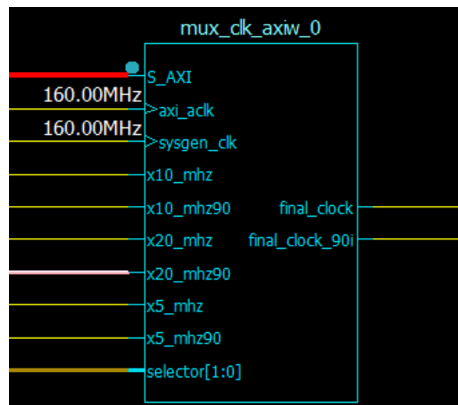 mux_clk_axiw_0
S_AXI
160.00MHz
axi_aclk
160.00MHz
sysgen_clk
x10_mhz
x10_mhz90 final_clock
x20_mhz final_clock_90i
x20_mhz90
x5_mhz
x5_mhz90
selector[1:0]